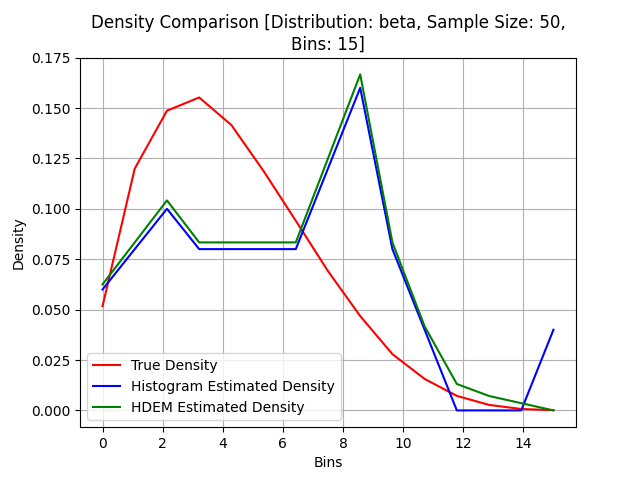 Density Comparison [Distribution: beta, Sample Size: 50,
Bins: 15]
0.175
0.150
0.125
0.100
0.075
0.050
0.025
0.000
Density
True Density
Histogram Estimated Density
HDEM Estimated Density
0 2 4 6 8 10 12 14
Bins